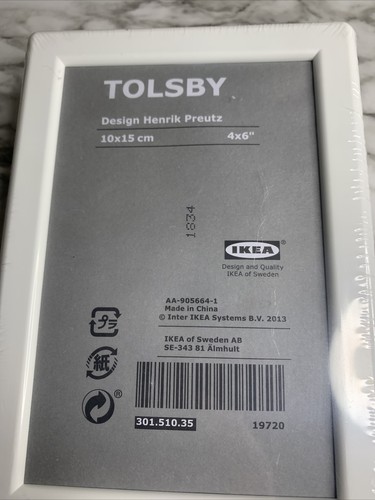 TOLSBY
Design Henrik Preutz
10x15 cm 4x6"
1834
IKEA®
Design and Quality
IKEA of Sweden
AA-905664-1
Made in China
© Inter IKEA Systems B.V. 2013
IKEA of Sweden AB
SE-343 81 Älmhult
プラ
紙
®
301.510.35 19720